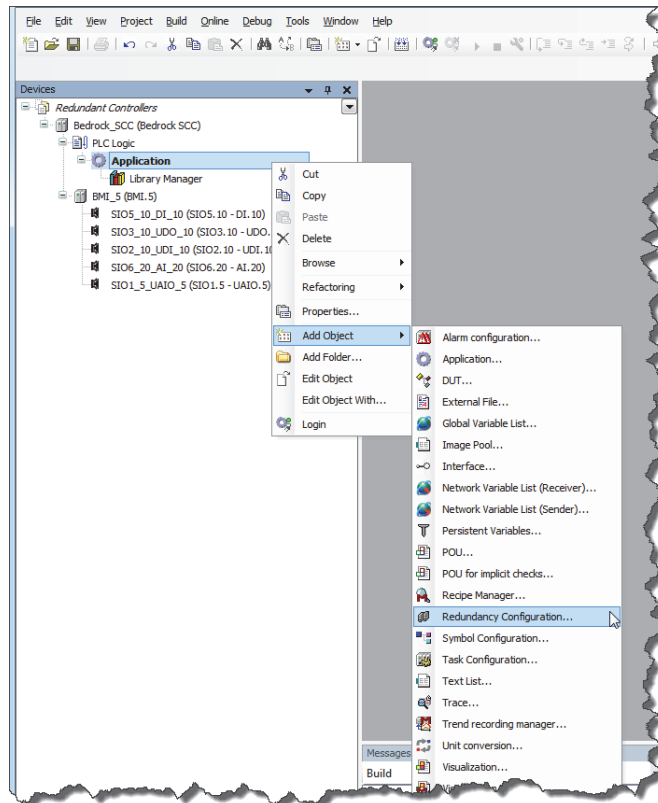 File Edit View Project Build Online Debug Tools Window Help
Devices
Redundant Controllers
Bedrock_SCC (Bedrock SCC)
PLC Logic
Application
Library Manager
BMI_5 (BMI.5)
SIO5_10_DI_10 (SIO5.10 - DI.10)
SIO3_10_UDO_10 (SIO3.10 - UDO.
SIO2_10_UDI_10 (SIO2.10 - UDI.10
SIO6_20_AI_20 (SIO6.20 - AI.20)
SIO1_5_UAIO_5 (SIO1.5 - UAIO.5)
Cut
Copy
Paste
Delete
Browse
Refactoring
Properties...
Add Object
Add Folder...
Edit Object
Edit Object With...
Login
Alarm configuration...
Application...
DUT...
External File...
Global Variable List...
Image Pool...
Interface...
Network Variable List (Receiver)...
Network Variable List (Sender)...
Persistent Variables...
POU...
POU for implicit checks...
Recipe Manager...
Redundancy Configuration...
Symbol Configuration...
Task Configuration...
Text List...
Trace...
Trend recording manager...
Unit conversion...
Visualization...
Messages
Build